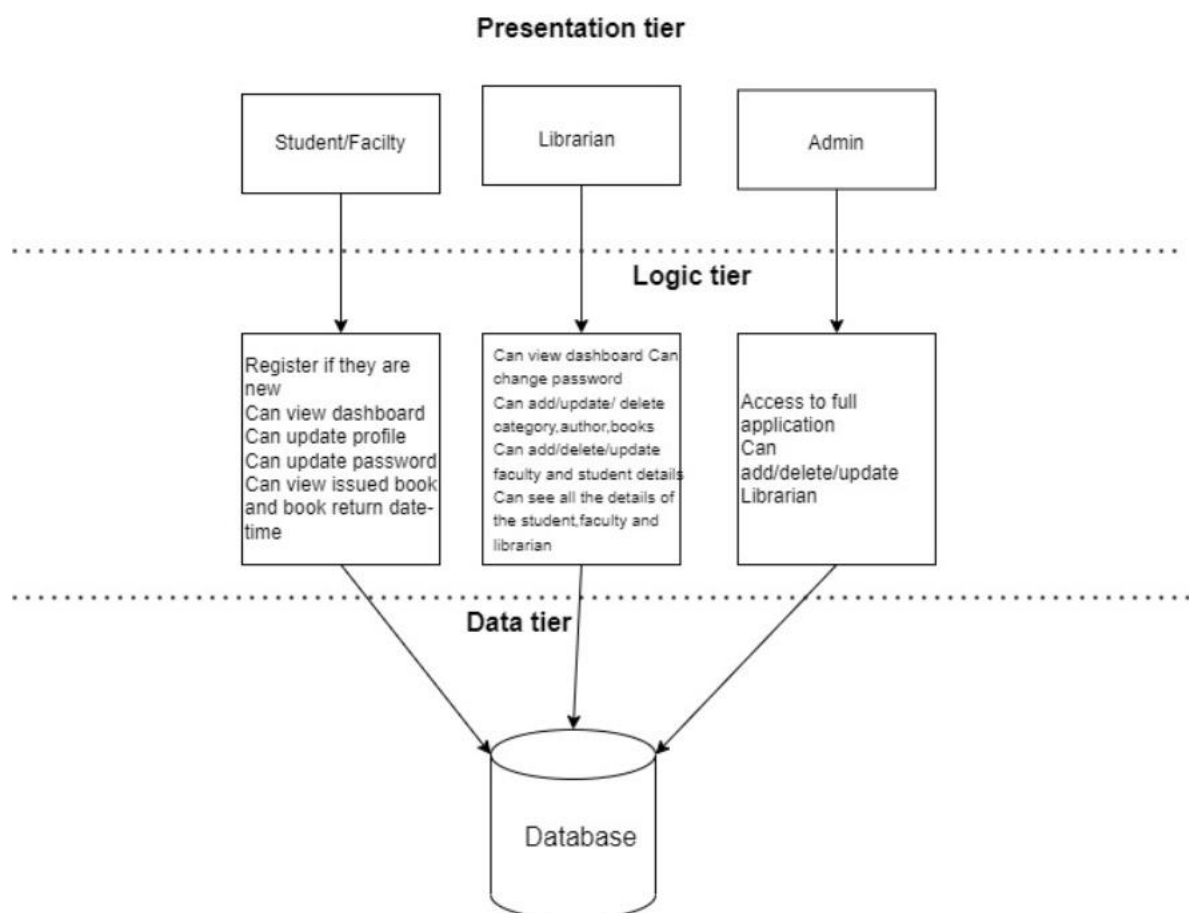 Presentation tier
Student/Facilty
Librarian
Admin
Logic tier
Register if they are
new
Can view dashboard
Can update profile
Can update password
Can view issued book
and book return date-
time
Can view dashboard Can
change password
Can add/update/ delete
category,author,books
Can add/delete/update
faculty and student details
Can see all the details of
the student,faculty and
librarian
Access to full
application
Can
add/delete/update
Librarian
Data tier
Database